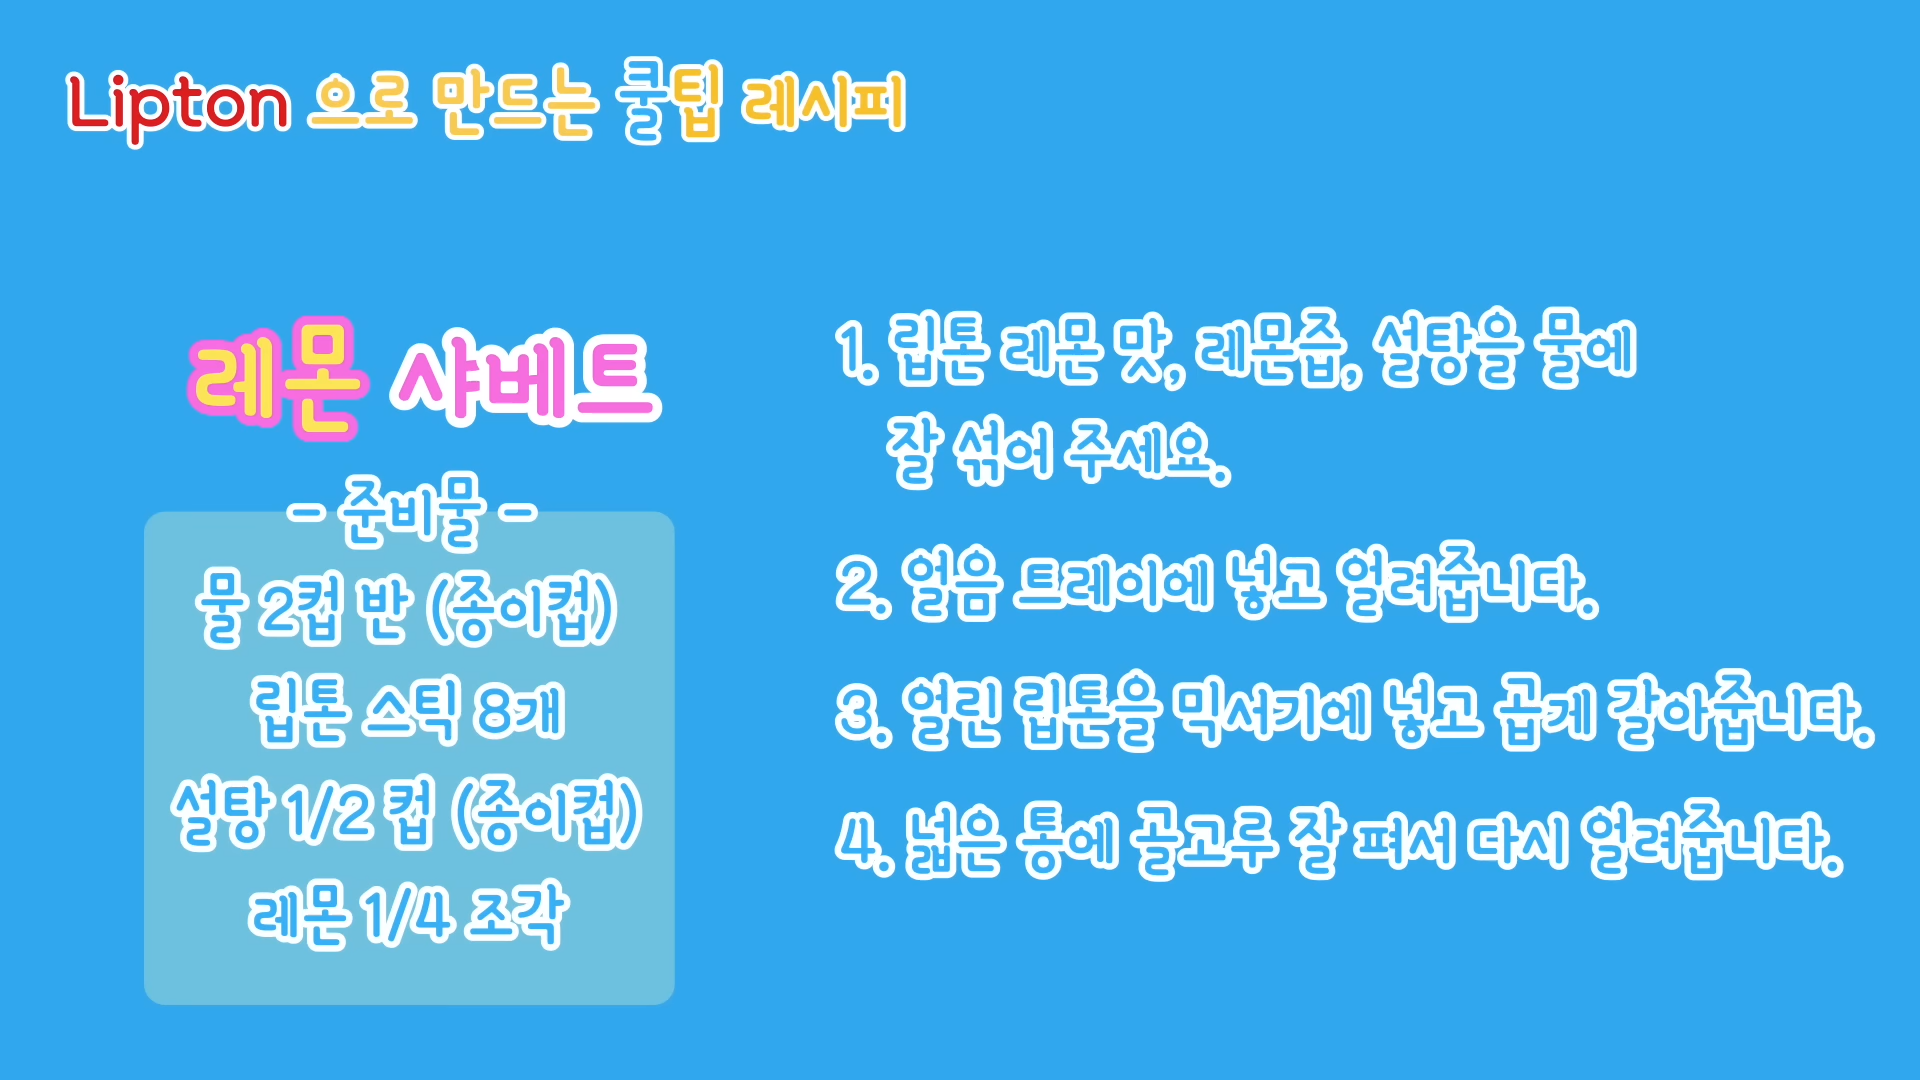 Lipton 으로 만드는 쿨팁 레시피
레몬 샤베트
- 준비물 -
물 2컵 반 (종이컵)
립톤 스틱 8개
설탕 1/2 컵 (종이컵)
레몬 1/4 조각
1. 립톤 레몬 맛, 레몬즙, 설탕을 물에
잘 섞어 주세요.
2. 얼음 트레이에 넣고 얼려줍니다.
3. 얼린 립톤을 믹서기에 넣고 곱게 갈아줍니다.
4. 넓은 통에 골고루 잘 펴서 다시 얼려줍니다.